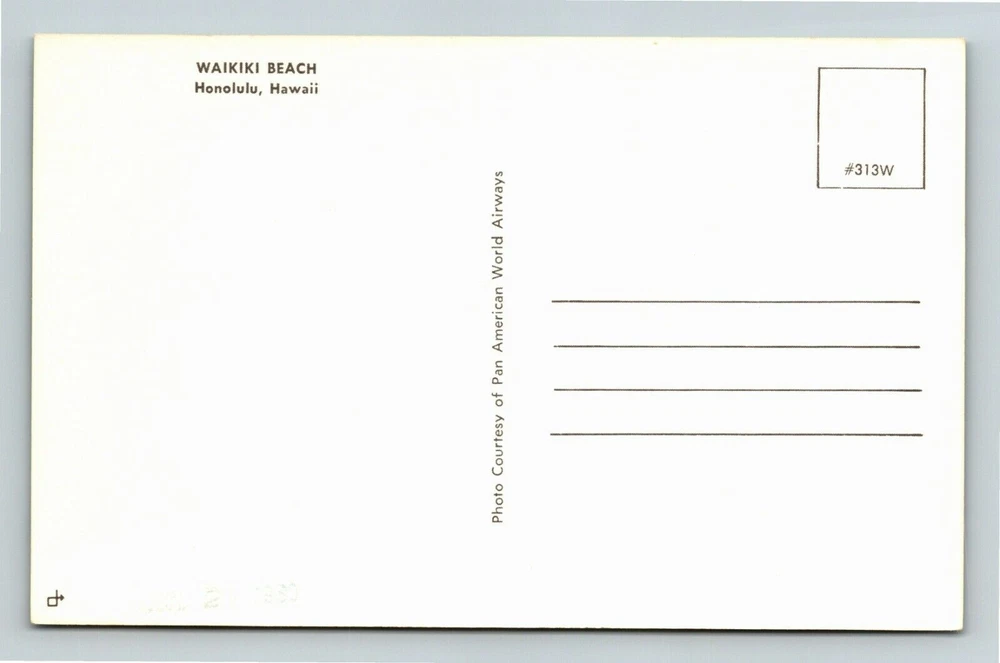 WAIKIKI BEACH
Honolulu, Hawaii
#313W
Photo Courtesy of Pan American World Airways